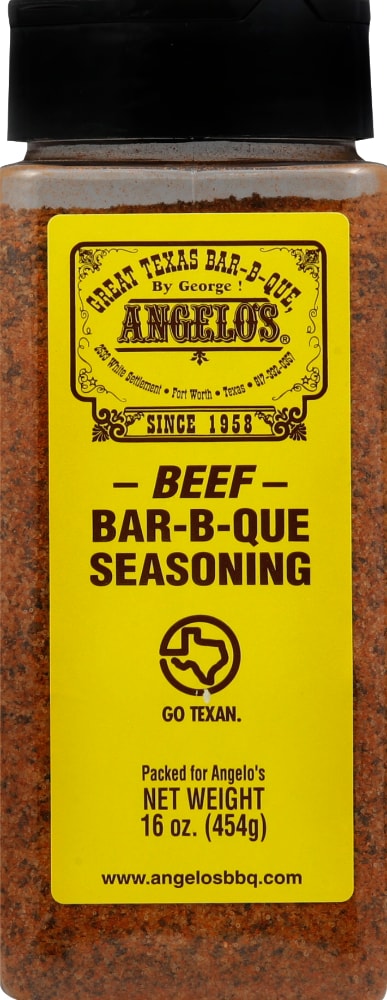 GREAT TEXAS BAR-B-QUE,
By George !
ANGELO'S®
2533 White Settlement • Fort Worth • Texas • 817-332-0357
SINCE 1958
– BEEF –
BAR-B-QUE
SEASONING
GO TEXAN.
Packed for Angelo's
NET WEIGHT
16 oz. (454g)
www.angelosbbq.com